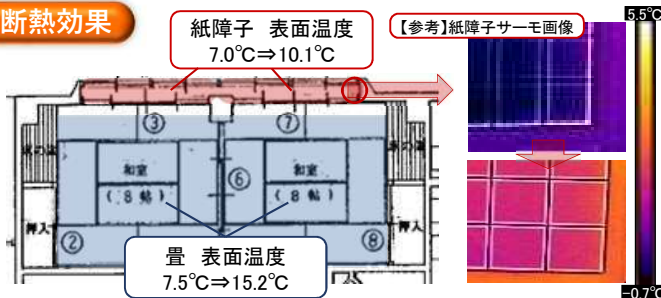 断熱効果
紙障子 表面温度
7.0℃⇒10.1℃
【参考】紙障子サーモ画像
5.5℃
③
⑦
和室
(8帖)
⑥
和室
(8帖)
押入
押入
②
⑧
畳 表面温度
7.5℃⇒15.2℃
-0.7℃